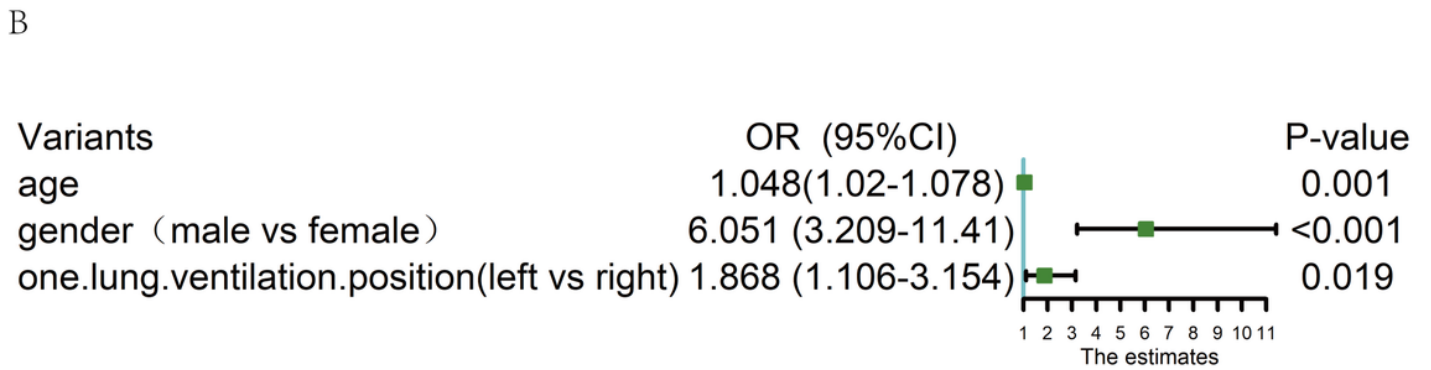 B
Variants OR (95%CI) P-value
age 1.048(1.02-1.078) 0.001
gender（male vs female） 6.051 (3.209-11.41) <0.001
one.lung.ventilation.position(left vs right) 1.868 (1.106-3.154) 0.019
1 2 3 4 5 6 7 8 9 10 11
The estimates